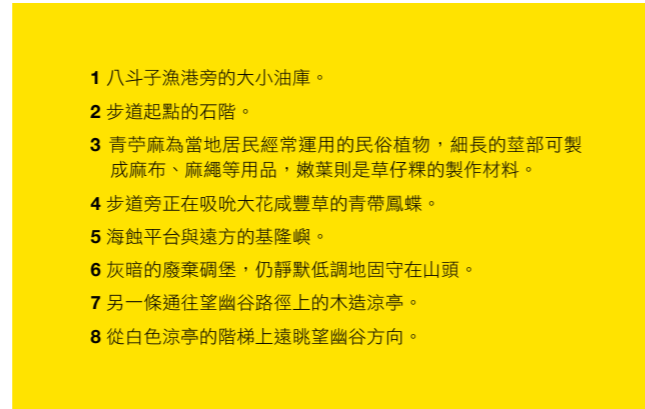 1 八斗子漁港旁的大小油庫。
2 步道起點的石階。
3 青苧麻為當地居民經常運用的民俗植物，細長的莖部可製
成麻布、麻繩等用品，嫩葉則是草仔粿的製作材料。
4 步道旁正在吸吮大花咸豐草的青帶鳳蝶。
5 海蝕平台與遠方的基隆嶼。
6 灰暗的廢棄碉堡，仍靜默低調地固守在山頭。
7 另一條通往望幽谷路徑上的木造涼亭。
8 從白色涼亭的階梯上遠眺望幽谷方向。